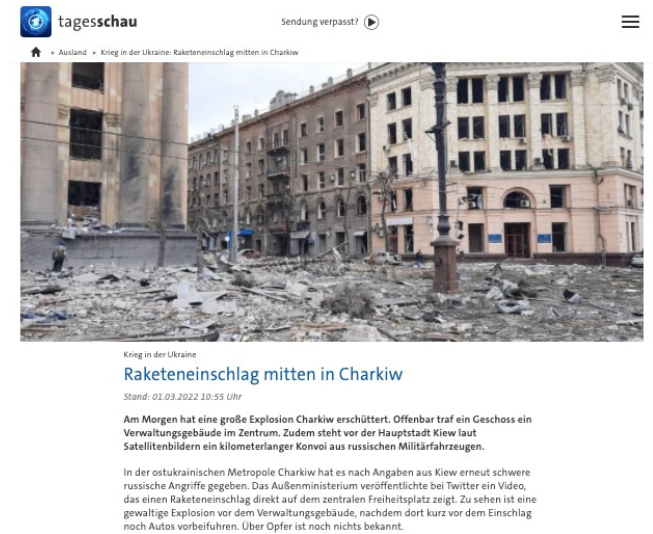 tagesschau
Sendung verpasst?
Ausland ▸ Krieg in der Ukraine: Raketeneinschlag mitten in Charkiw
Krieg in der Ukraine
Raketeneinschlag mitten in Charkiw
Stand: 01.03.2022 10:55 Uhr
Am Morgen hat eine große Explosion Charkiw erschüttert. Offenbar traf ein Geschoss ein
Verwaltungsgebäude im Zentrum. Zudem steht vor der Hauptstadt Kiew laut
Satellitenbildern ein kilometerlanger Konvoi aus russischen Militärfahrzeugen.
In der ostukrainischen Metropole Charkiw hat es nach Angaben aus Kiew erneut schwere
russische Angriffe gegeben. Das Außenministerium veröffentlichte bei Twitter ein Video,
das einen Raketeneinschlag direkt auf dem zentralen Freiheitsplatz zeigt. Zu sehen ist eine
gewaltige Explosion vor dem Verwaltungsgebäude, nachdem dort kurz vor dem Einschlag
noch Autos vorbeifuhren. Über Opfer ist noch nichts bekannt.